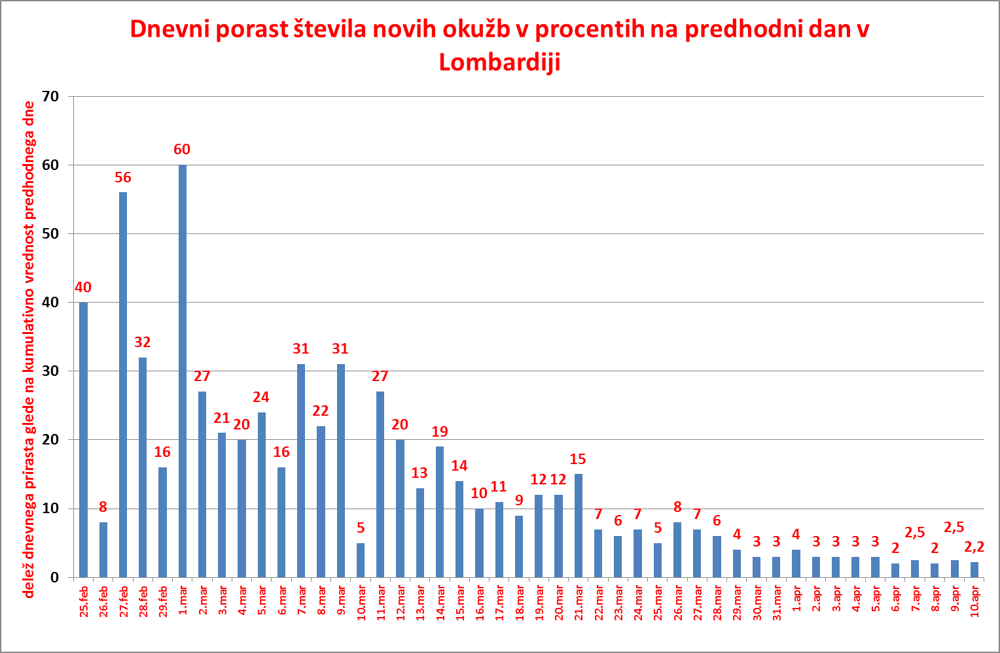 Dnevni porast števila novih okužb v procentih na predhodni dan v
Lombardiji
delež dnevnega prirasta glede na kumulativno vrednost predhodnega dne
70
60
50
40
30
20
10
0
40
8
56
32
16
60
27
21
20
24
16
31
22
31
5
27
20
13
19
14
10
11
9
12
12
15
7
6
7
5
8
7
6
4
3
3
4
3
3
3
3
2
2,5
2
2,5
2,2
25.feb
26.feb
27.feb
28.feb
29.feb
1.mar
2.mar
3.mar
4.mar
5.mar
6.mar
7.mar
8.mar
9.mar
10.mar
11.mar
12.mar
13.mar
14.mar
15.mar
16.mar
17.mar
18.mar
19.mar
20.mar
21.mar
22.mar
23.mar
24.mar
25.mar
26.mar
27.mar
28.mar
29.mar
30.mar
31.mar
1.apr
2.apr
3.apr
4.apr
5.apr
6.apr
7.apr
8.apr
9.apr
10.apr